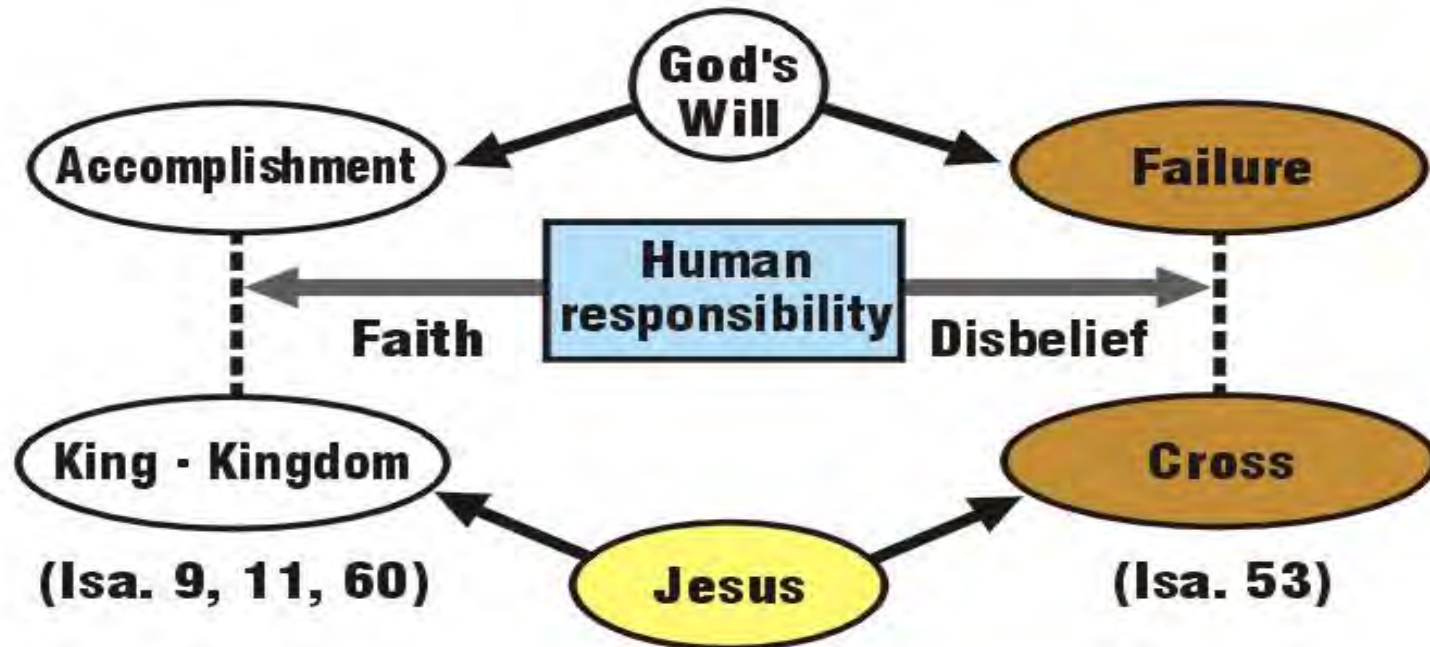 God's
Will
Accomplishment
Failure
Human
responsibility
Faith
Disbelief
King - Kingdom
Cross
(Isa. 9, 11, 60)
Jesus
(Isa. 53)